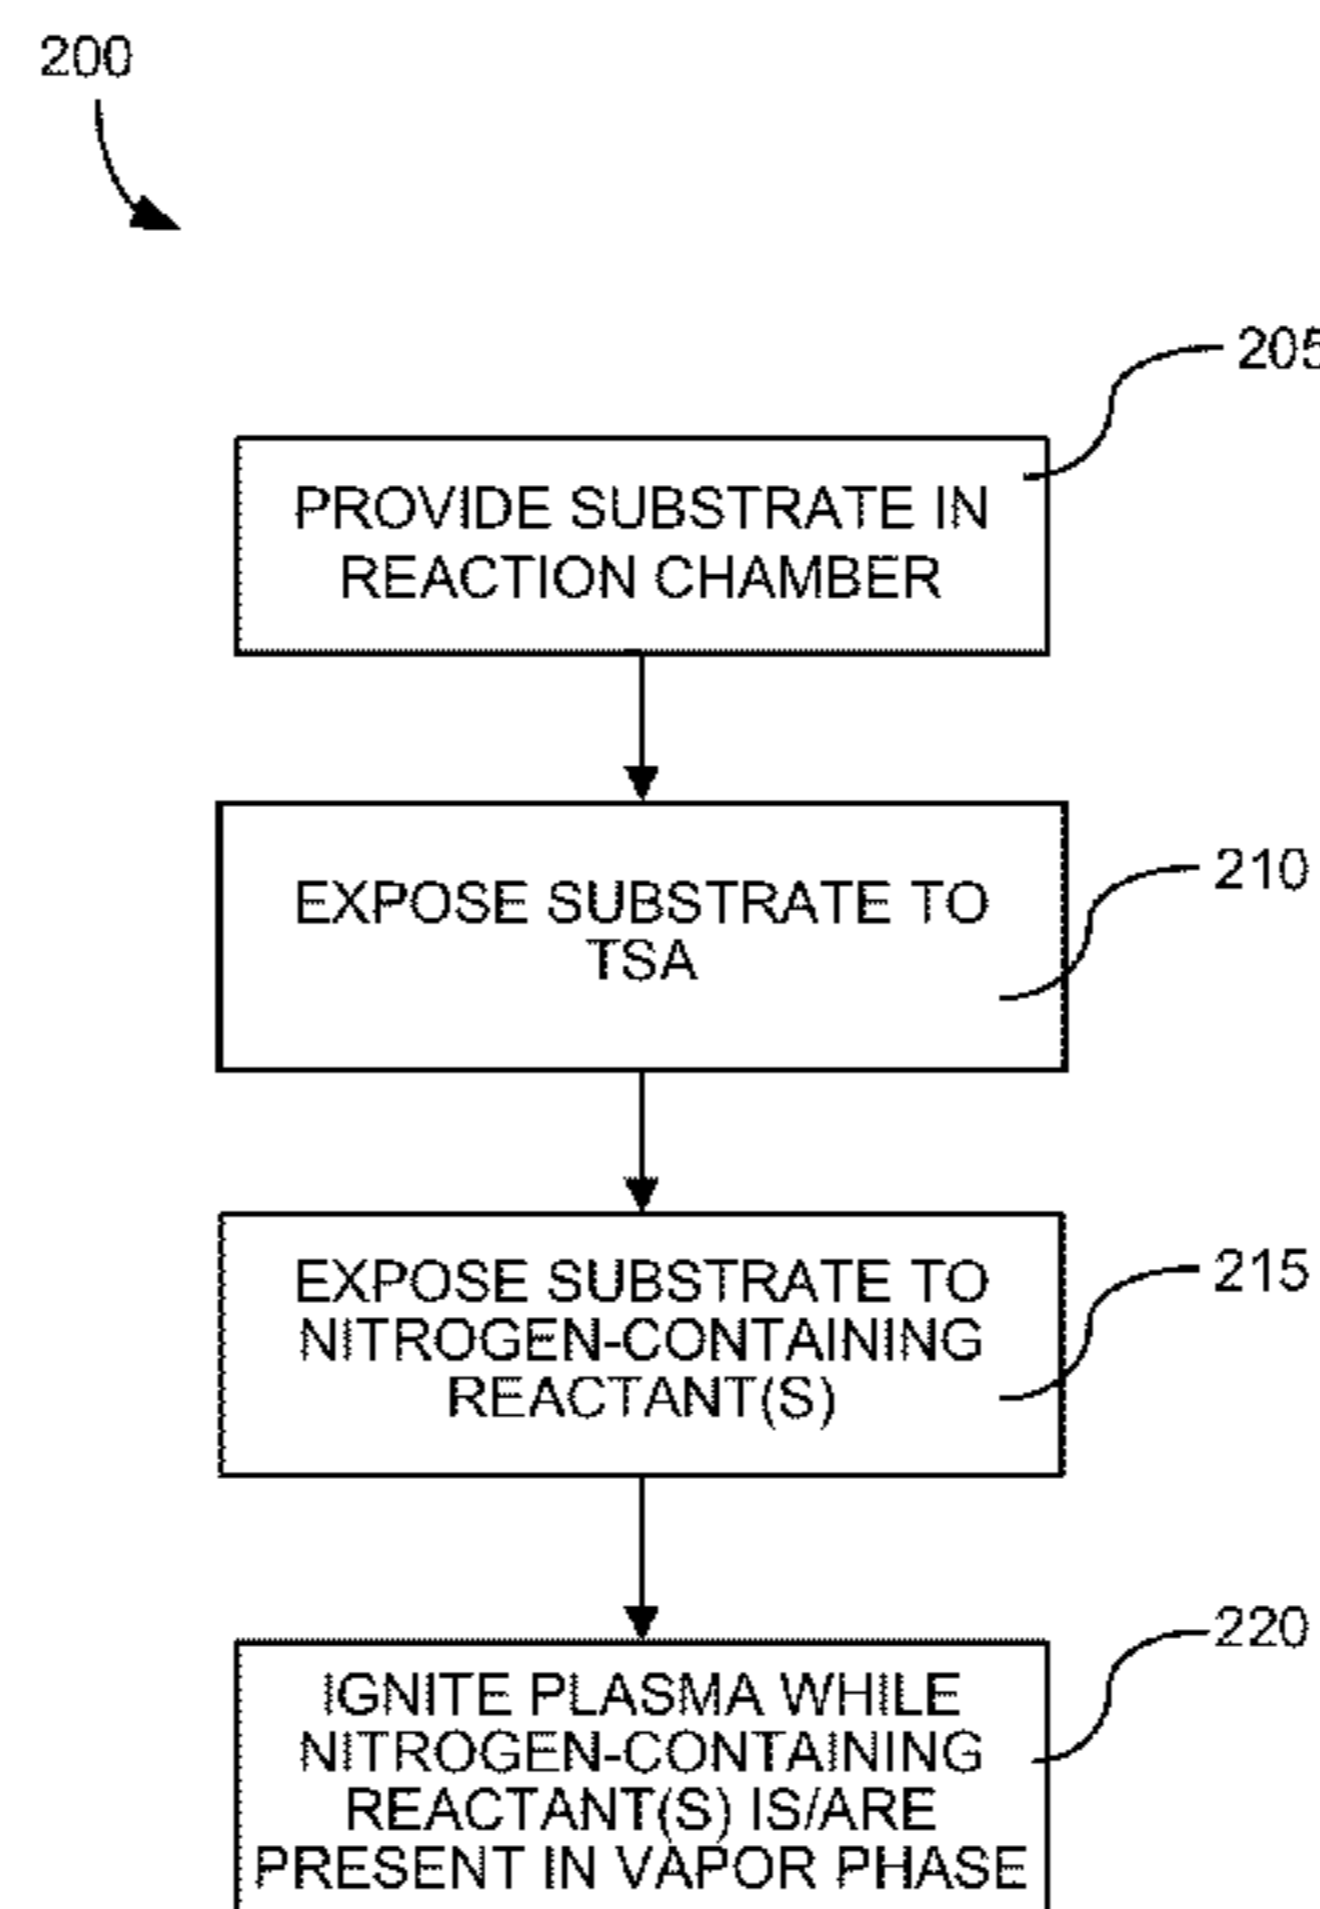 200
205
PROVIDE SUBSTRATE IN
REACTION CHAMBER
210
EXPOSE SUBSTRATE TO
TSA
215
EXPOSE SUBSTRATE TO
NITROGEN-CONTAINING
REACTANT(S)
220
IGNITE PLASMA WHILE
NITROGEN-CONTAINING
REACTANT(S) IS/ARE
PRESENT IN VAPOR PHASE